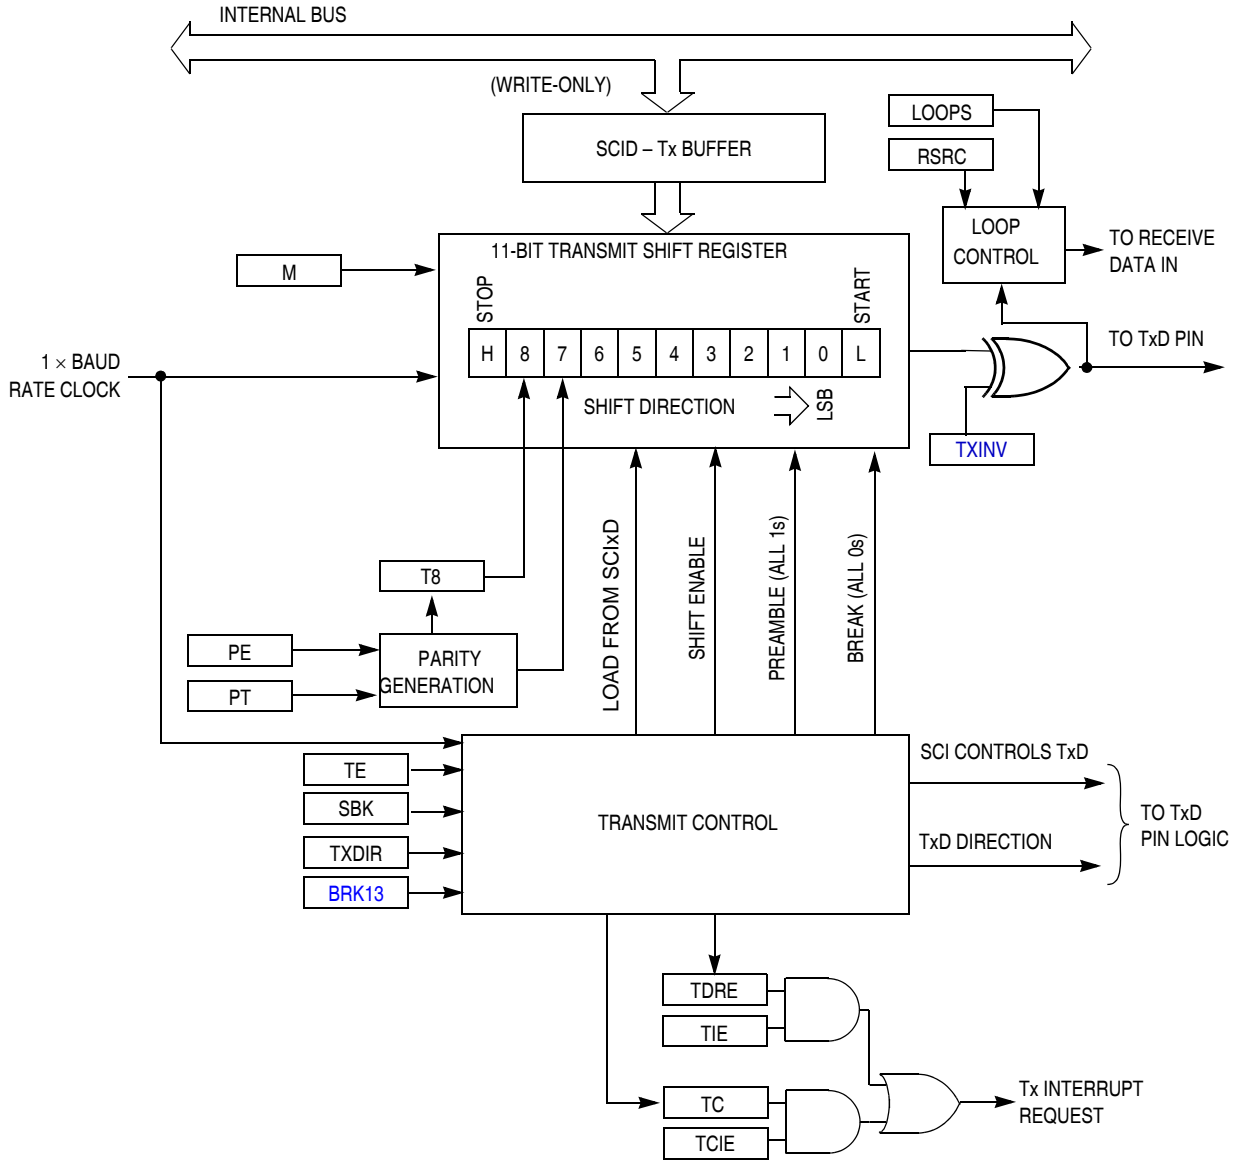 INTERNAL BUS
(WRITE-ONLY)
SCID – Tx BUFFER
LOOPS
RSRC
LOOP
CONTROL
TO RECEIVE
DATA IN
11-BIT TRANSMIT SHIFT REGISTER
M
STOP
START
H 8 7 6 5 4 3 2 1 0 L
1 × BAUD
RATE CLOCK
TO TxD PIN
SHIFT DIRECTION
LSB
TXINV
LOAD FROM SCIxD
SHIFT ENABLE
PREAMBLE (ALL 1s)
BREAK (ALL 0s)
T8
PE
PT
PARITY
GENERATION
TE
SBK
TXDIR
BRK13
TRANSMIT CONTROL
SCI CONTROLS TxD
TxD DIRECTION
TO TxD
PIN LOGIC
TDRE
TIE
TC
TCIE
Tx INTERRUPT
REQUEST